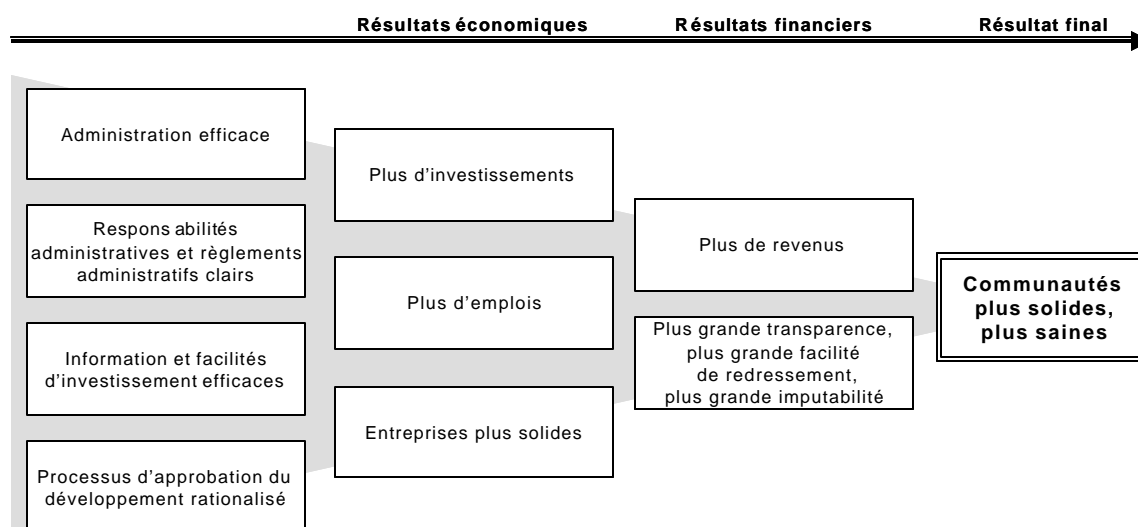 Résultats économiques
Résultats financiers
Résultat final
Administration efficace
Respons abilités
administratives et règlements
administratifs clairs
Information et facilités
d'investissement efficaces
Processus d'approbation du
développement rationalisé
Plus d'investissements
Plus d'emplois
Entreprises plus solides
Plus de revenus
Plus grande transparence,
plus grande facilité
de redressement,
plus grande imputabilité
Communautés
plus solides,
plus saines